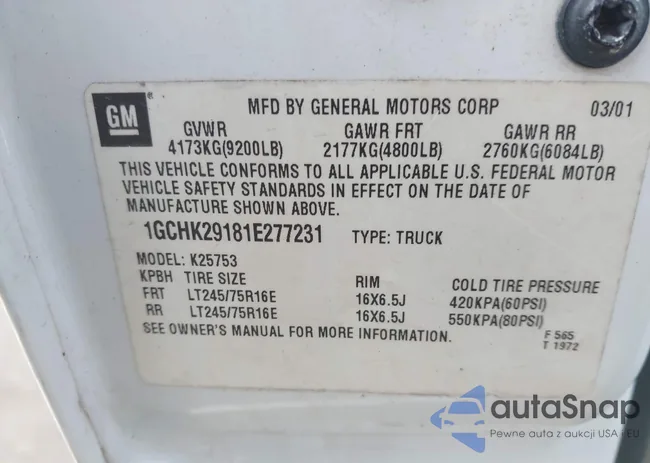 GM
MFD BY GENERAL MOTORS CORP 03/01
GVWR GAWR FRT GAWR RR
4173KG(9200LB) 2177KG(4800LB) 2760KG(6084LB)
THIS VEHICLE CONFORMS TO ALL APPLICABLE U.S. FEDERAL MOTOR
VEHICLE SAFETY STANDARDS IN EFFECT ON THE DATE OF
MANUFACTURE SHOWN ABOVE.
1GCHK29181E277231 TYPE: TRUCK
MODEL: K25753
KPBH TIRE SIZE RIM COLD TIRE PRESSURE
FRT LT245/75R16E 16X6.5J 420KPA(60PSI)
RR LT245/75R16E 16X6.5J 550KPA(80PSI)
SEE OWNER'S MANUAL FOR MORE INFORMATION.
F 565
T 1972
autaSnap
Pewne auta z aukcji USA i EU